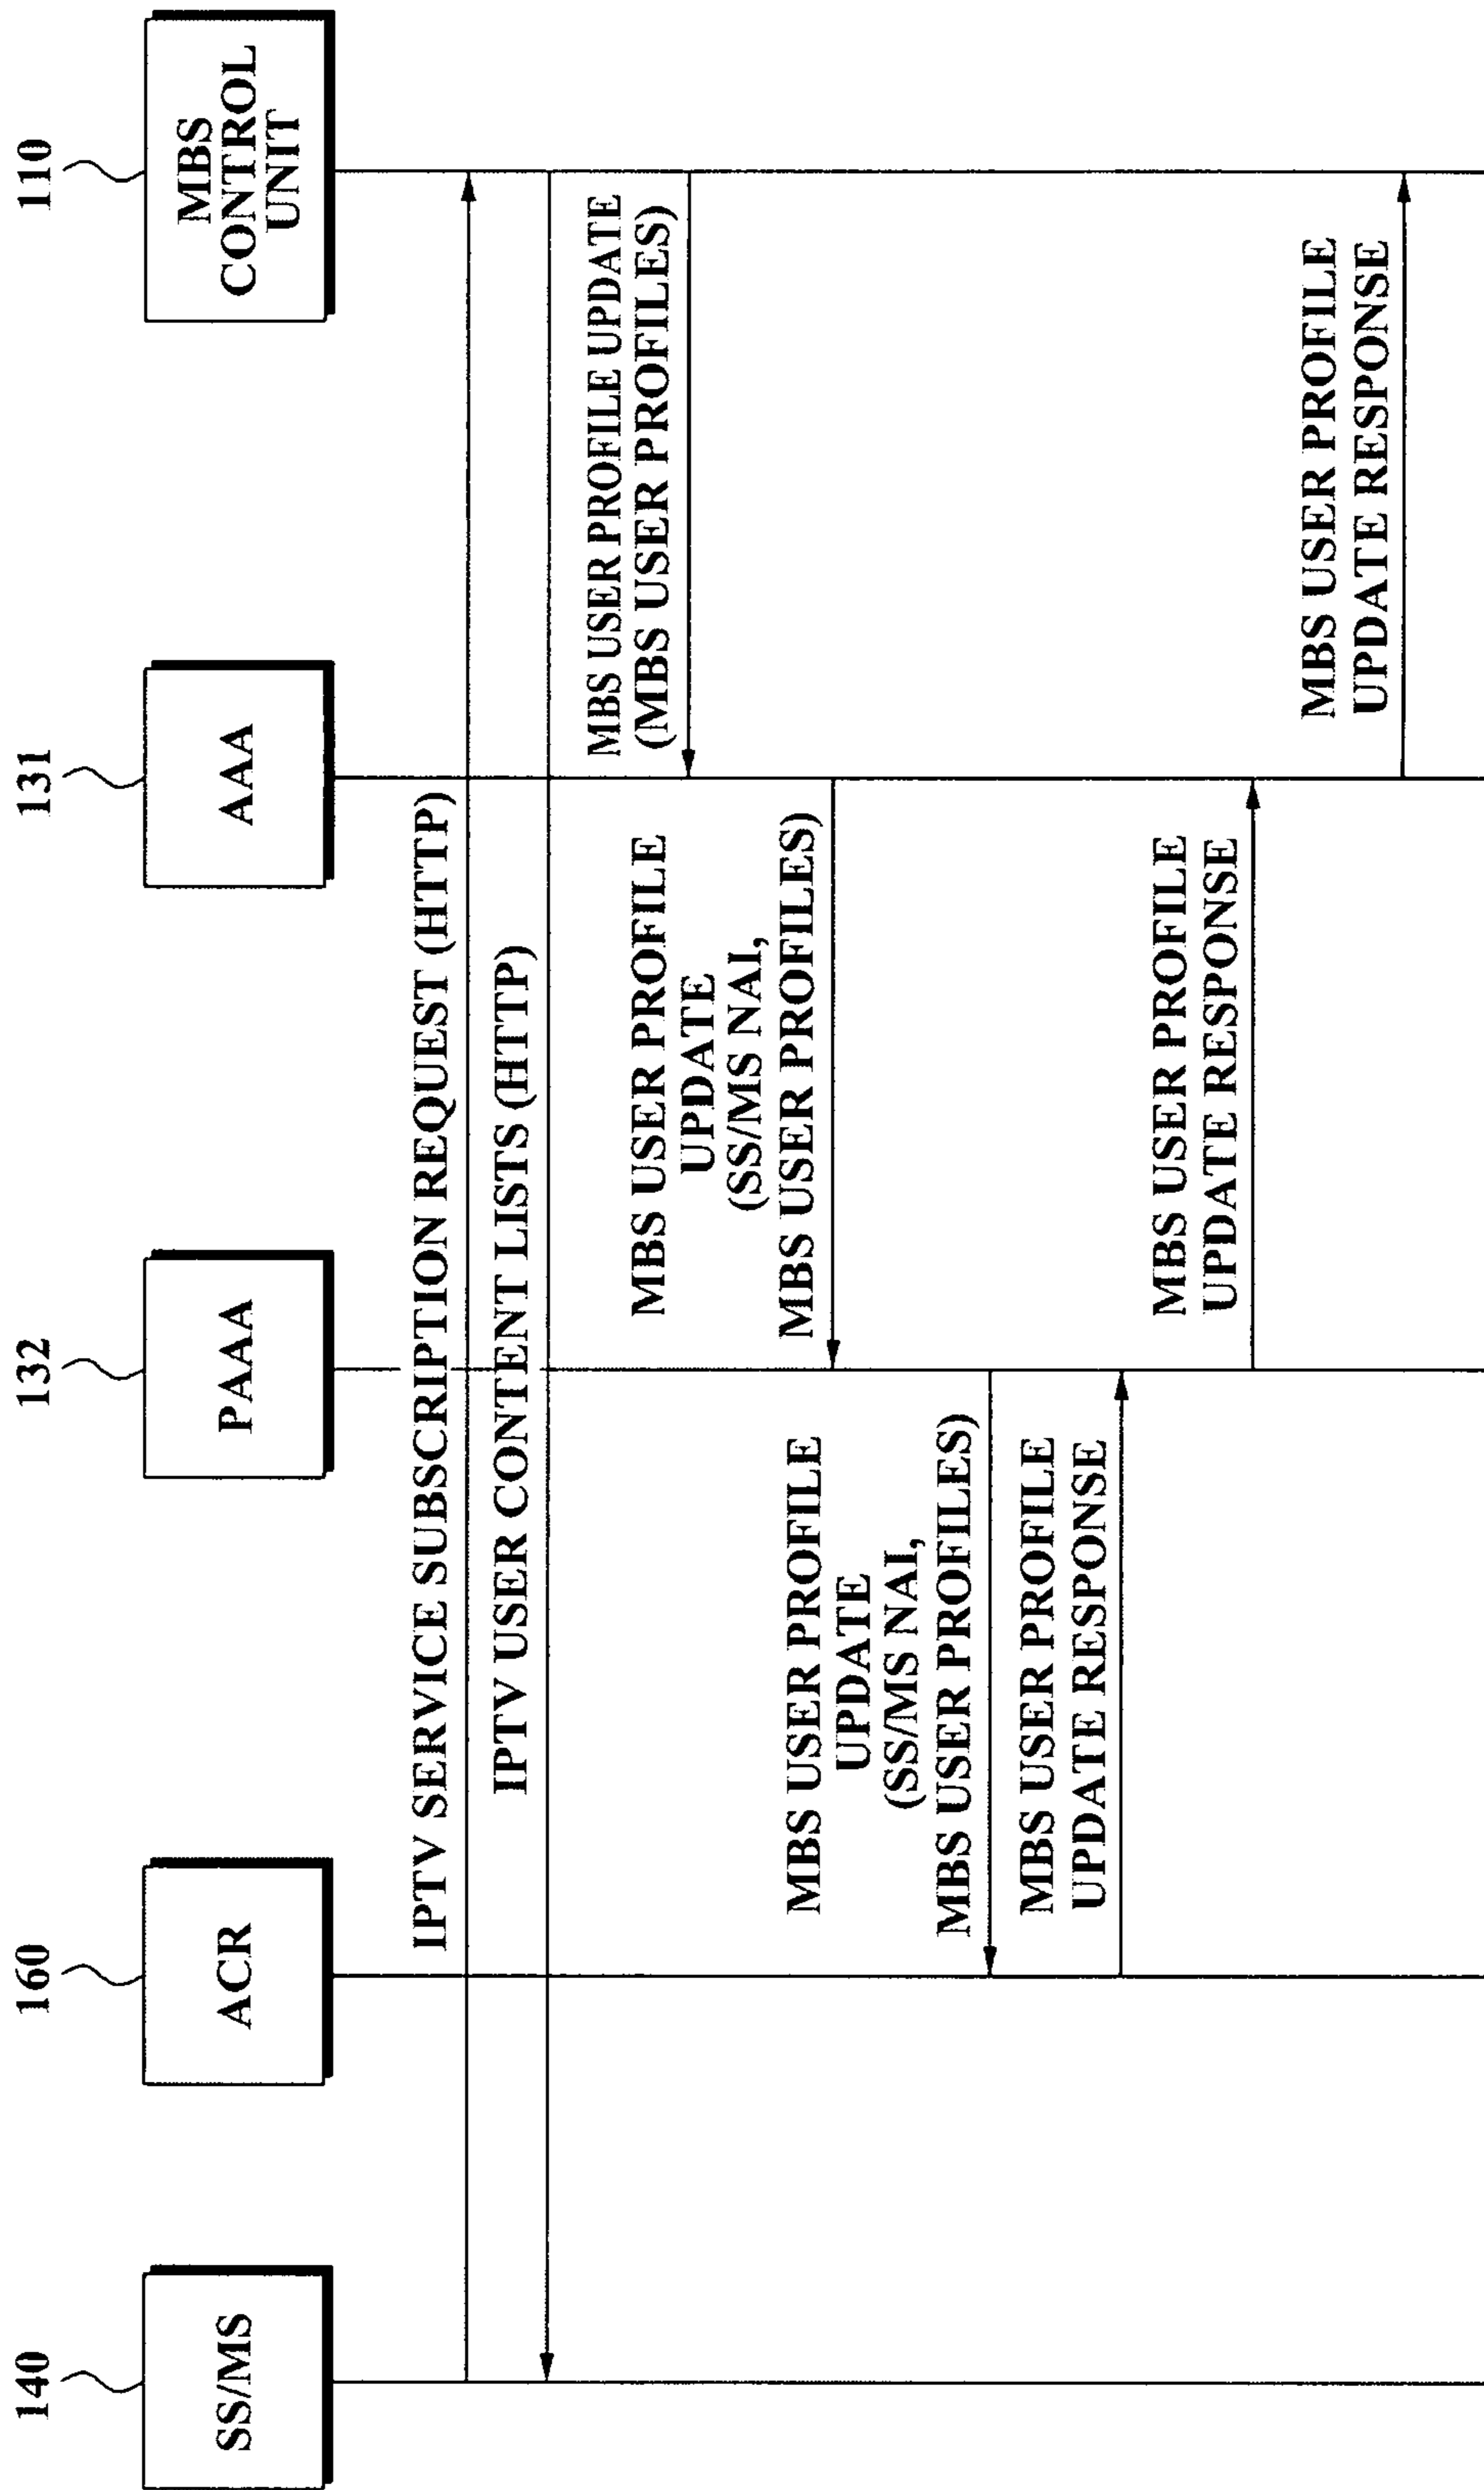 140
160
132
131
110
SS/MS
ACR
PAAA
AAA
MBS
CONTROL
UNIT
IPTV SERVICE SUBSCRIPTION REQUEST (HTTP)
IPTV USER CONTENT LISTS (HTTP)
MBS USER PROFILE UPDATE
(MBS USER PROFILES)
MBS USER PROFILE
UPDATE
(SS/MS NAI,
MBS USER PROFILES)
MBS USER PROFILE
UPDATE
(SS/MS NAI,
MBS USER PROFILES)
MBS USER PROFILE
UPDATE RESPONSE
MBS USER PROFILE
UPDATE RESPONSE
MBS USER PROFILE
UPDATE RESPONSE